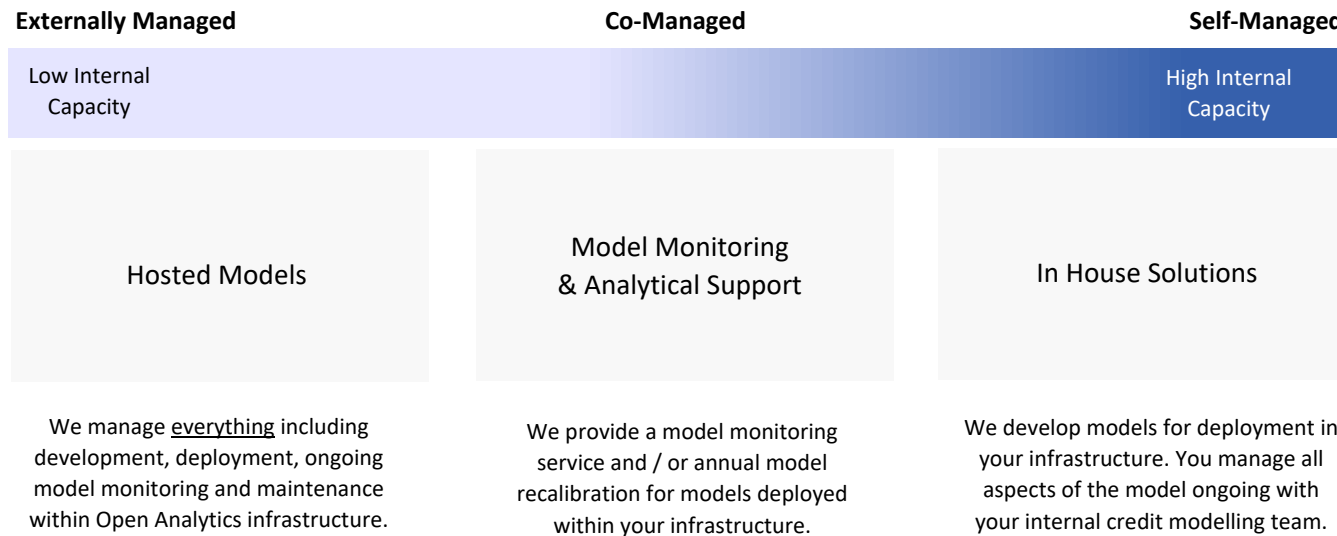 Externally Managed
Co-Managed
Self-Managed
Low Internal
Capacity
High Internal
Capacity
Hosted Models
Model Monitoring
& Analytical Support
In House Solutions
We manage everything including
development, deployment, ongoing
model monitoring and maintenance
within Open Analytics infrastructure.
We provide a model monitoring
service and / or annual model
recalibration for models deployed
within your infrastructure.
We develop models for deployment in
your infrastructure. You manage all
aspects of the model ongoing with
your internal credit modelling team.